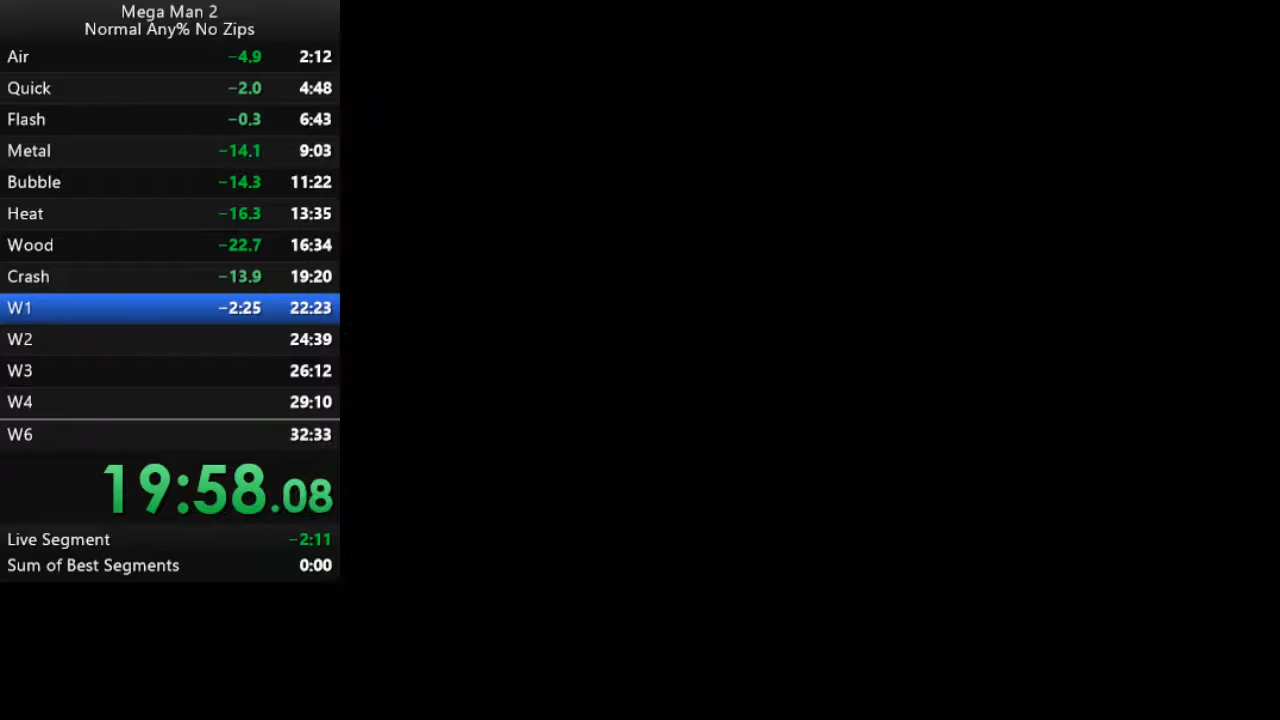 Mega Man 2
Normal Any% No Zips
Air −4.9 2:12
Quick −2.0 4:48
Flash −0.3 6:43
Metal −14.1 9:03
Bubble −14.3 11:22
Heat −16.3 13:35
Wood −22.7 16:34
Crash −13.9 19:20
W1 −2:25 22:23
W2 24:39
W3 26:12
W4 29:10
W6 32:33
19:58.08
Live Segment −2:11
Sum of Best Segments 0:00